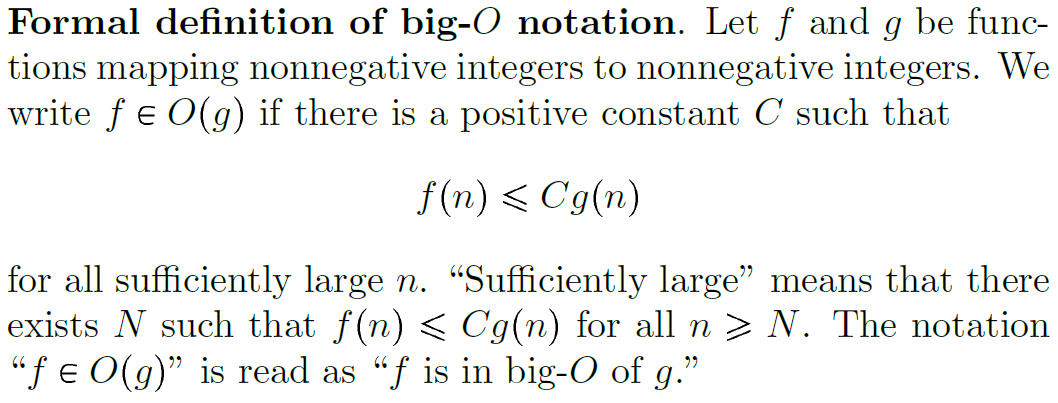 Formal definition of big-O notation. Let f and g be func-
tions mapping nonnegative integers to nonnegative integers. We
write f ∈ O(g) if there is a positive constant C such that
f(n) ⩽ Cg(n)
for all sufficiently large n. “Sufficiently large” means that there
exists N such that f(n) ⩽ Cg(n) for all n ⩾ N. The notation
“f ∈ O(g)” is read as “f is in big-O of g.”